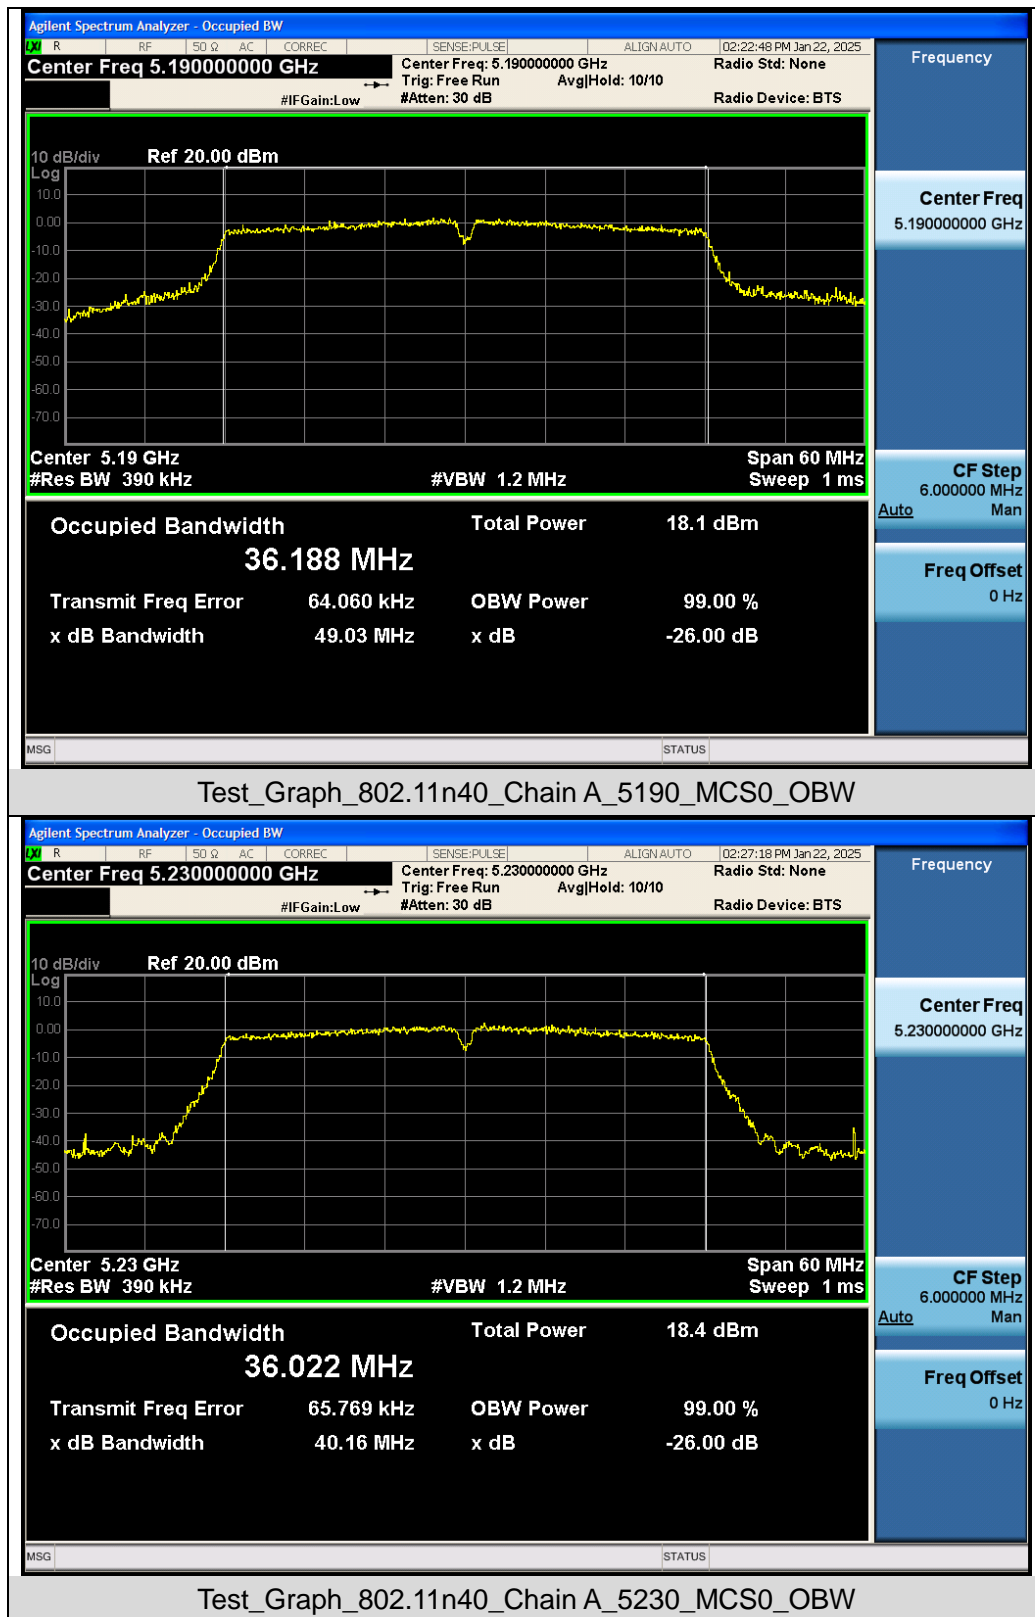 Agilent Spectrum Analyzer - Occupied BW
LXI R RF 50 Ω AC CORREC SENSE:PULSE ALIGN AUTO 02:22:48 PM Jan 22, 2025
Center Freq 5.190000000 GHz Center Freq: 5.190000000 GHz Radio Std: None
Trig: Free Run Avg|Hold: 10/10
#IFGain:Low #Atten: 30 dB Radio Device: BTS
Frequency
10 dB/div Ref 20.00 dBm
Log
10.0
0.00
-10.0
-20.0
-30.0
-40.0
-50.0
-60.0
-70.0
Center 5.19 GHz Span 60 MHz
#Res BW 390 kHz #VBW 1.2 MHz Sweep 1 ms
Center Freq
5.190000000 GHz
CF Step
6.000000 MHz
Auto Man
Freq Offset
0 Hz
Occupied Bandwidth Total Power 18.1 dBm
36.188 MHz
Transmit Freq Error 64.060 kHz OBW Power 99.00 %
x dB Bandwidth 49.03 MHz x dB -26.00 dB
MSG STATUS
Test_Graph_802.11n40_Chain A_5190_MCS0_OBW
Agilent Spectrum Analyzer - Occupied BW
LXI R RF 50 Ω AC CORREC SENSE:PULSE ALIGN AUTO 02:27:18 PM Jan 22, 2025
Center Freq 5.230000000 GHz Center Freq: 5.230000000 GHz Radio Std: None
Trig: Free Run Avg|Hold: 10/10
#IFGain:Low #Atten: 30 dB Radio Device: BTS
Frequency
10 dB/div Ref 20.00 dBm
Log
10.0
0.00
-10.0
-20.0
-30.0
-40.0
-50.0
-60.0
-70.0
Center 5.23 GHz Span 60 MHz
#Res BW 390 kHz #VBW 1.2 MHz Sweep 1 ms
Center Freq
5.230000000 GHz
CF Step
6.000000 MHz
Auto Man
Freq Offset
0 Hz
Occupied Bandwidth Total Power 18.4 dBm
36.022 MHz
Transmit Freq Error 65.769 kHz OBW Power 99.00 %
x dB Bandwidth 40.16 MHz x dB -26.00 dB
MSG STATUS
Test_Graph_802.11n40_Chain A_5230_MCS0_OBW